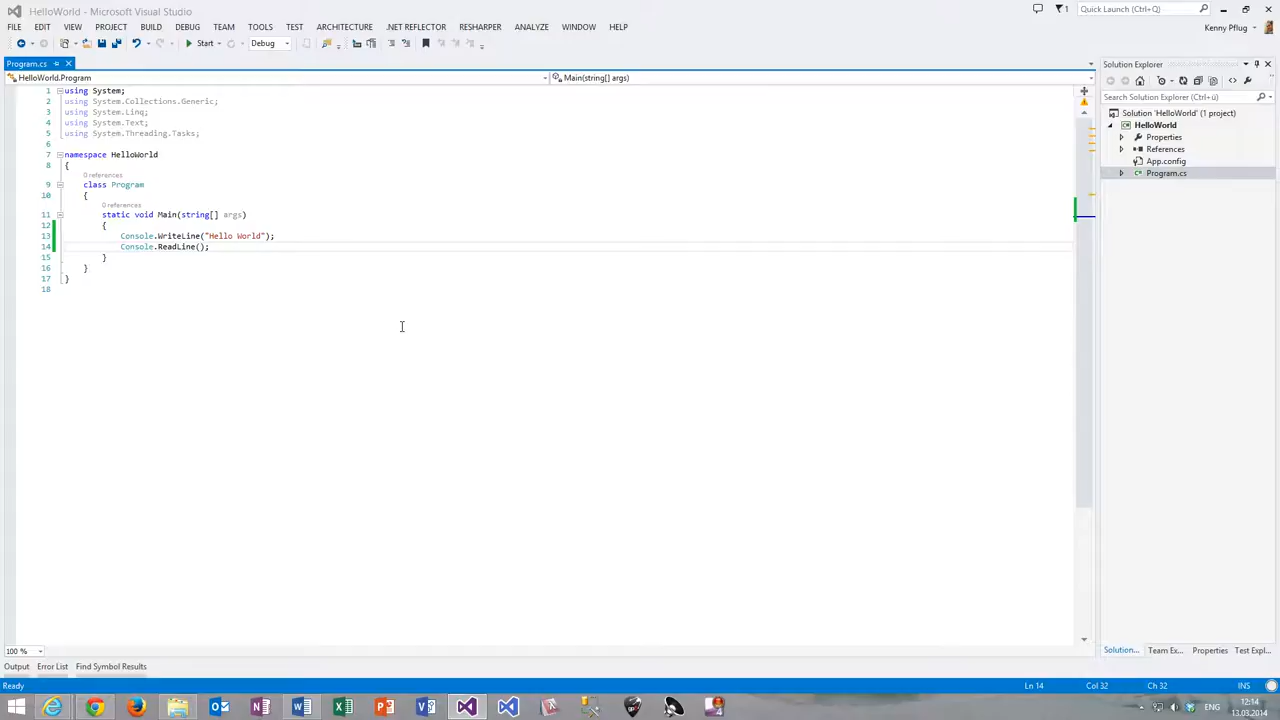 HelloWorld - Microsoft Visual Studio
1
Quick Launch (Ctrl+Q)
FILE EDIT VIEW PROJECT BUILD DEBUG TEAM TOOLS TEST ARCHITECTURE .NET REFLECTOR RESHARPER ANALYZE WINDOW HELP
Kenny Pflug
Start Debug
Program.cs
Solution Explorer
HelloWorld.Program
Main(string[] args)
Search Solution Explorer (Ctrl+ü)
1 using System;
2 using System.Collections.Generic;
3 using System.Linq;
4 using System.Text;
5 using System.Threading.Tasks;
6
7 namespace HelloWorld
8 {
0 references
9 class Program
10 {
0 references
11 static void Main(string[] args)
12 {
13 Console.WriteLine("Hello World");
14 Console.ReadLine();
15 }
16 }
17 }
18
Solution 'HelloWorld' (1 project)
HelloWorld
Properties
References
App.config
Program.cs
100 %
Solution... Team Ex... Properties Test Expl...
Output Error List Find Symbol Results
Ready
Ln 14 Col 32 Ch 32 INS
ENG
12:14
13.03.2014